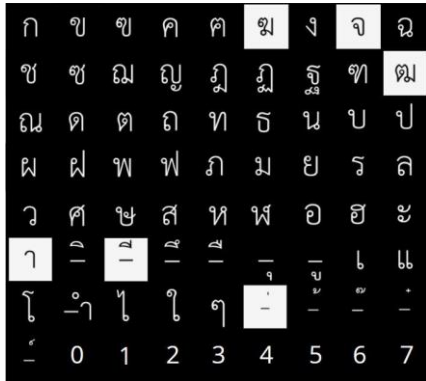 ก ข ฃ ค ฅ ฆ ง จ ฉ
ช ซ ฌ ญ ฎ ฏ ฐ ฑ ฒ
ณ ด ต ถ ท ธ น บ ป
ผ ฝ พ ฟ ภ ม ย ร ล
ว ศ ษ ส ห ฬ อ ฮ ะ
า –ิ –ี –ึ –ื –ุ –ู เ แ
โ –ำ ไ ใ ๆ –่ –้ –๊ –๋
–์ 0 1 2 3 4 5 6 7